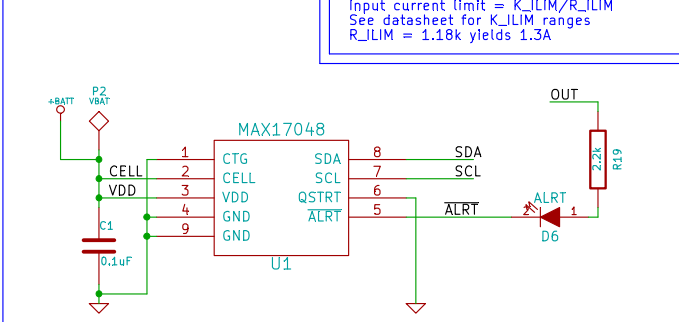 Input current limit = K_ILIM/R_ILIM
See datasheet for K_ILIM ranges
R_ILIM = 1.18k yields 1.3A
+BATT
P2
VBAT
CELL
VDD
C1
0.1uF
MAX17048
1 CTG SDA 8 SDA
2 CELL SCL 7 SCL
3 VDD QSTRT 6
4 GND ALRT 5 ALRT
9 GND
U1
OUT
2.2k
R19
ALRT
2 1
D6